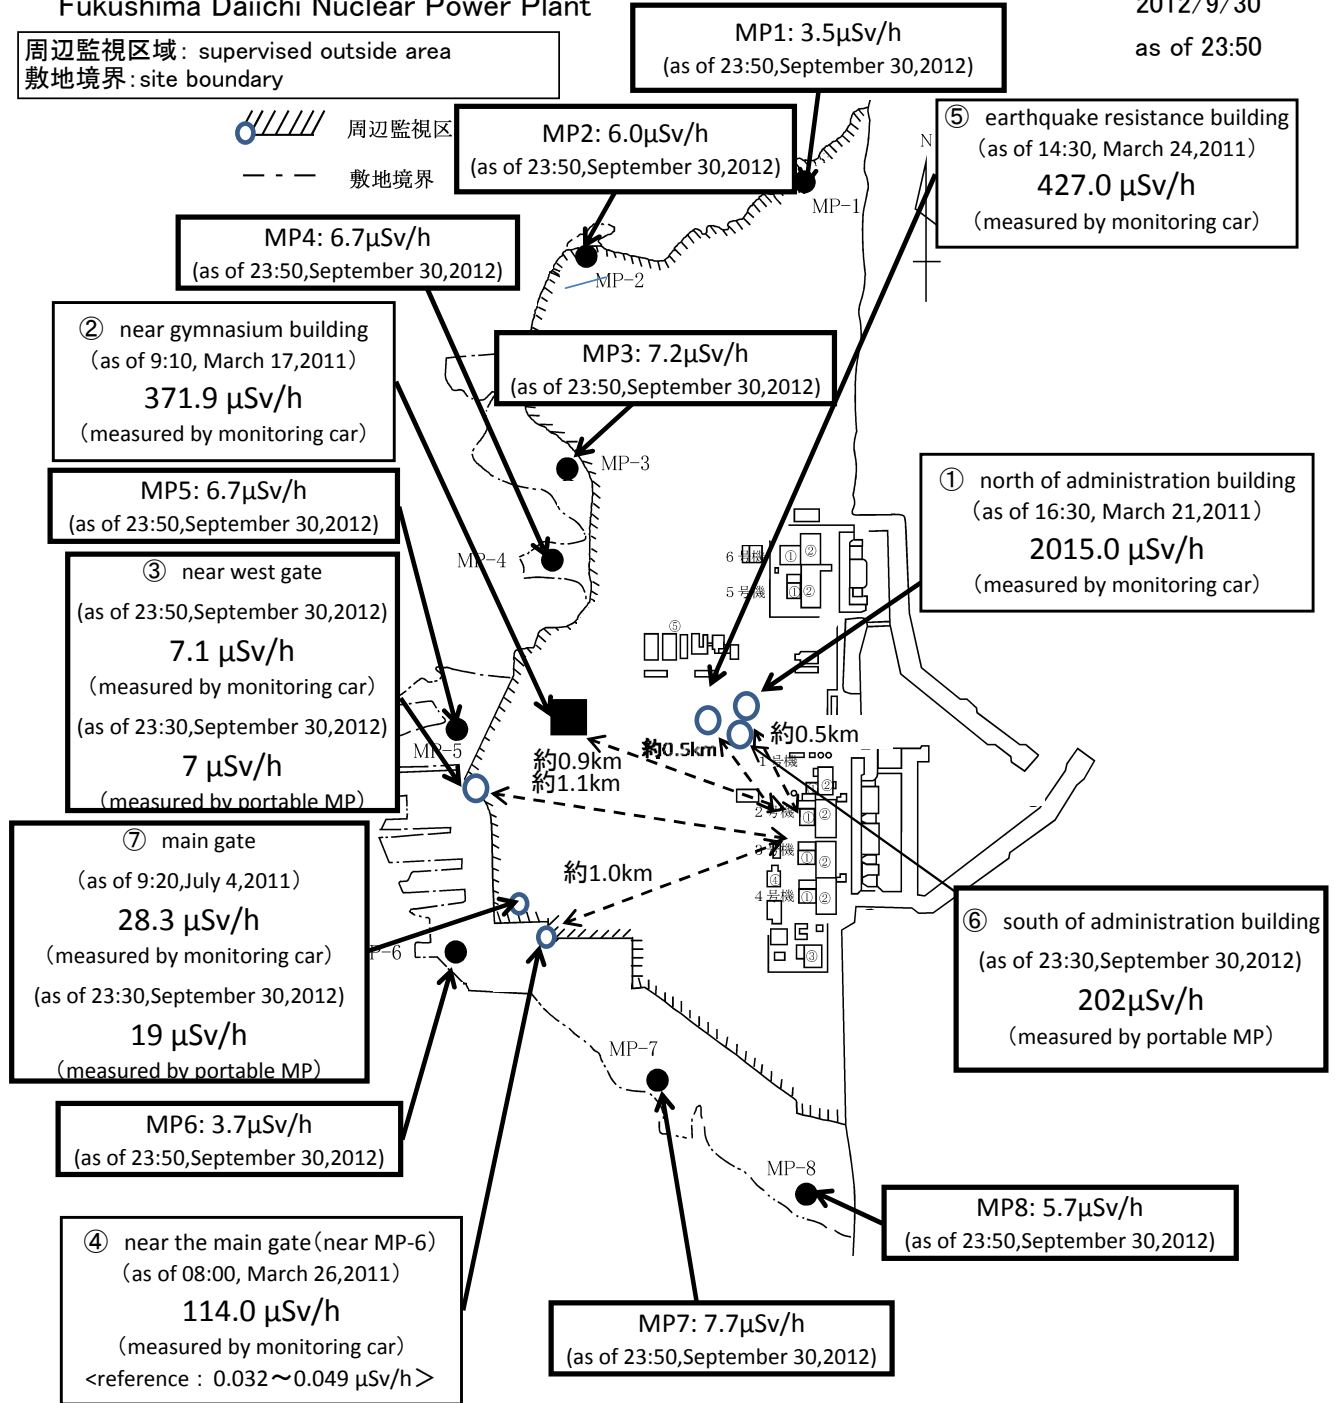 Fukushima Daiichi Nuclear Power Plant
2012/9/30
as of 23:50
周辺監視区域: supervised outside area
敷地境界:site boundary
周辺監視区
敷地境界
MP1: 3.5μSv/h
(as of 23:50,September 30,2012)
MP2: 6.0μSv/h
(as of 23:50,September 30,2012)
⑤ earthquake resistance building
(as of 14:30, March 24,2011)
427.0 μSv/h
(measured by monitoring car)
N
MP-1
MP4: 6.7μSv/h
(as of 23:50,September 30,2012)
MP-2
② near gymnasium building
(as of 9:10, March 17,2011)
371.9 μSv/h
(measured by monitoring car)
MP3: 7.2μSv/h
(as of 23:50,September 30,2012)
MP-3
MP5: 6.7μSv/h
(as of 23:50,September 30,2012)
① north of administration building
(as of 16:30, March 21,2011)
2015.0 μSv/h
(measured by monitoring car)
MP-4
6号機
① ②
5号機
① ②
③ near west gate
(as of 23:50,September 30,2012)
7.1 μSv/h
(measured by monitoring car)
(as of 23:30,September 30,2012)
7 μSv/h
(measured by portable MP)
⑤
MP-5
約0.9km
約1.1km
約0.5km
約0.5km
1号機
②
2号機
① ②
3号機
① ②
④
4号機
① ②
③
約1.0km
⑦ main gate
(as of 9:20,July 4,2011)
28.3 μSv/h
(measured by monitoring car)
(as of 23:30,September 30,2012)
19 μSv/h
(measured by portable MP)
P-6
⑥ south of administration building
(as of 23:30,September 30,2012)
202μSv/h
(measured by portable MP)
MP-7
MP6: 3.7μSv/h
(as of 23:50,September 30,2012)
MP-8
MP8: 5.7μSv/h
(as of 23:50,September 30,2012)
④ near the main gate(near MP-6)
(as of 08:00, March 26,2011)
114.0 μSv/h
(measured by monitoring car)
<reference : 0.032～0.049 μSv/h＞
MP7: 7.7μSv/h
(as of 23:50,September 30,2012)